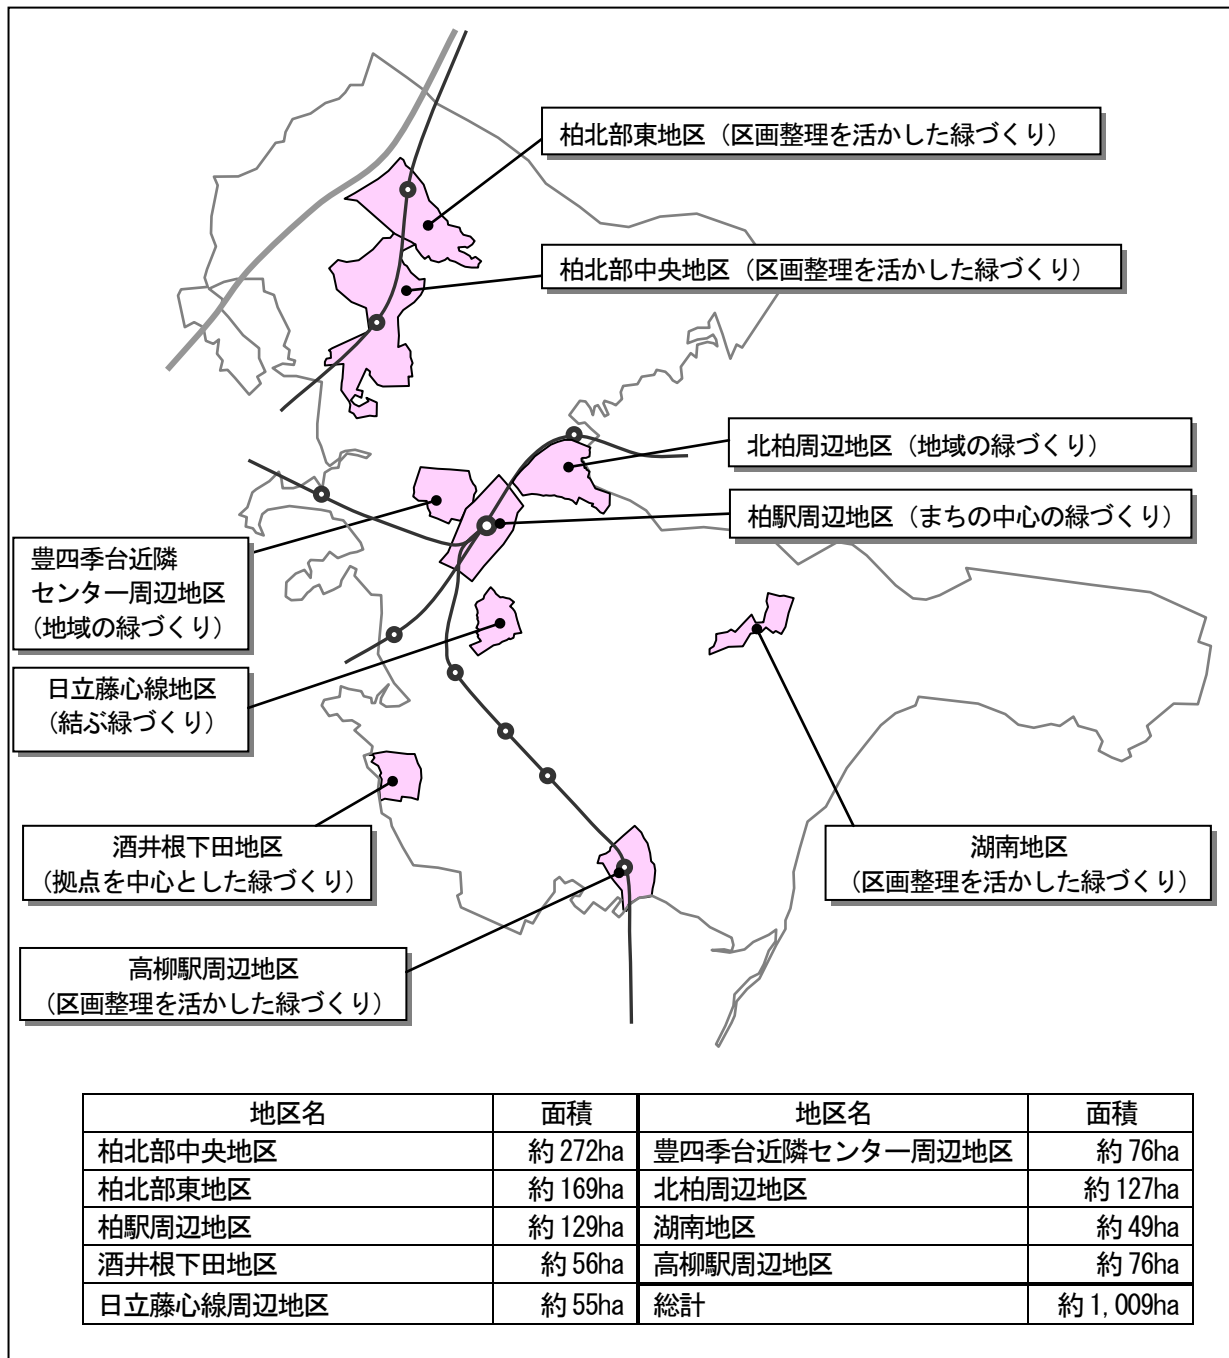 柏北部東地区（区画整理を活かした緑づくり）
柏北部中央地区（区画整理を活かした緑づくり）
北柏周辺地区（地域の緑づくり）
柏駅周辺地区（まちの中心の緑づくり）
豊四季台近隣
センター周辺地区
（地域の緑づくり）
日立藤心線地区
（結ぶ緑づくり）
酒井根下田地区
（拠点を中心とした緑づくり）
湖南地区
（区画整理を活かした緑づくり）
高柳駅周辺地区
（区画整理を活かした緑づくり）
地区名 面積 地区名 面積
柏北部中央地区 約272ha 豊四季台近隣センター周辺地区 約76ha
柏北部東地区 約169ha 北柏周辺地区 約127ha
柏駅周辺地区 約129ha 湖南地区 約49ha
酒井根下田地区 約56ha 高柳駅周辺地区 約76ha
日立藤心線周辺地区 約55ha 総計 約1,009ha